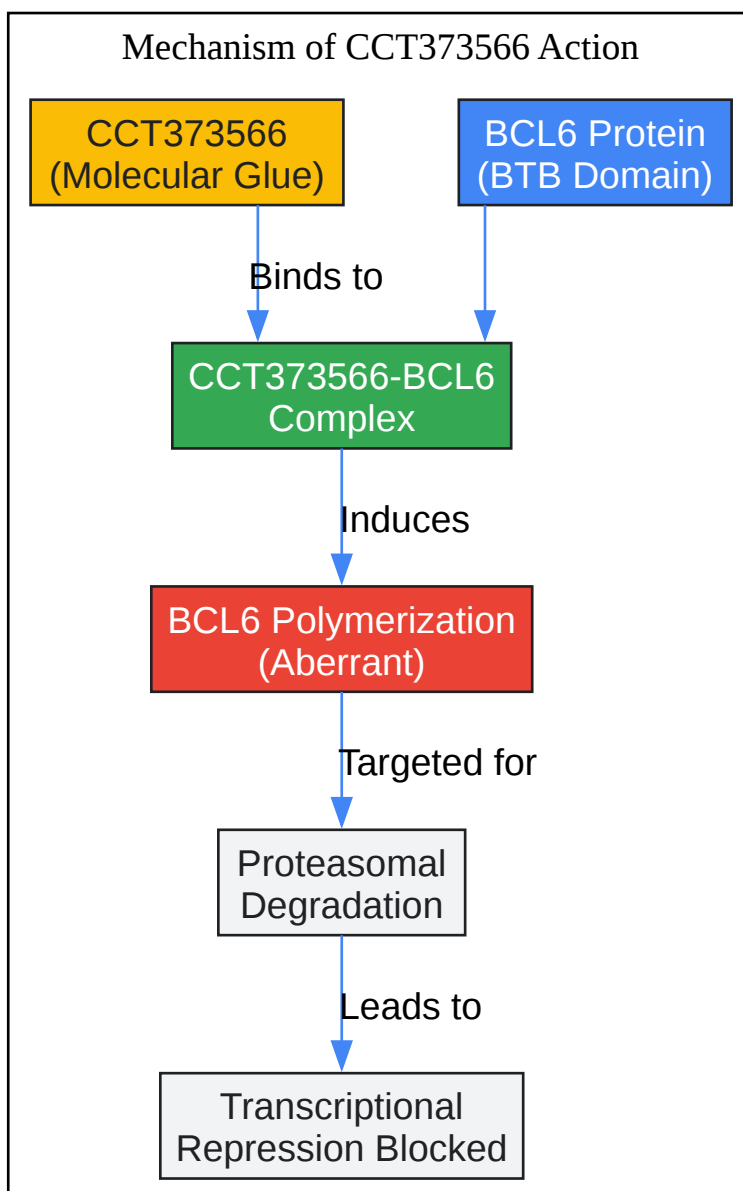 Mechanism of CCT373566 Action
CCT373566
(Molecular Glue)
BCL6 Protein
(BTB Domain)
Binds to
CCT373566-BCL6
Complex
Induces
BCL6 Polymerization
(Aberrant)
Targeted for
Proteasomal
Degradation
Leads to
Transcriptional
Repression Blocked